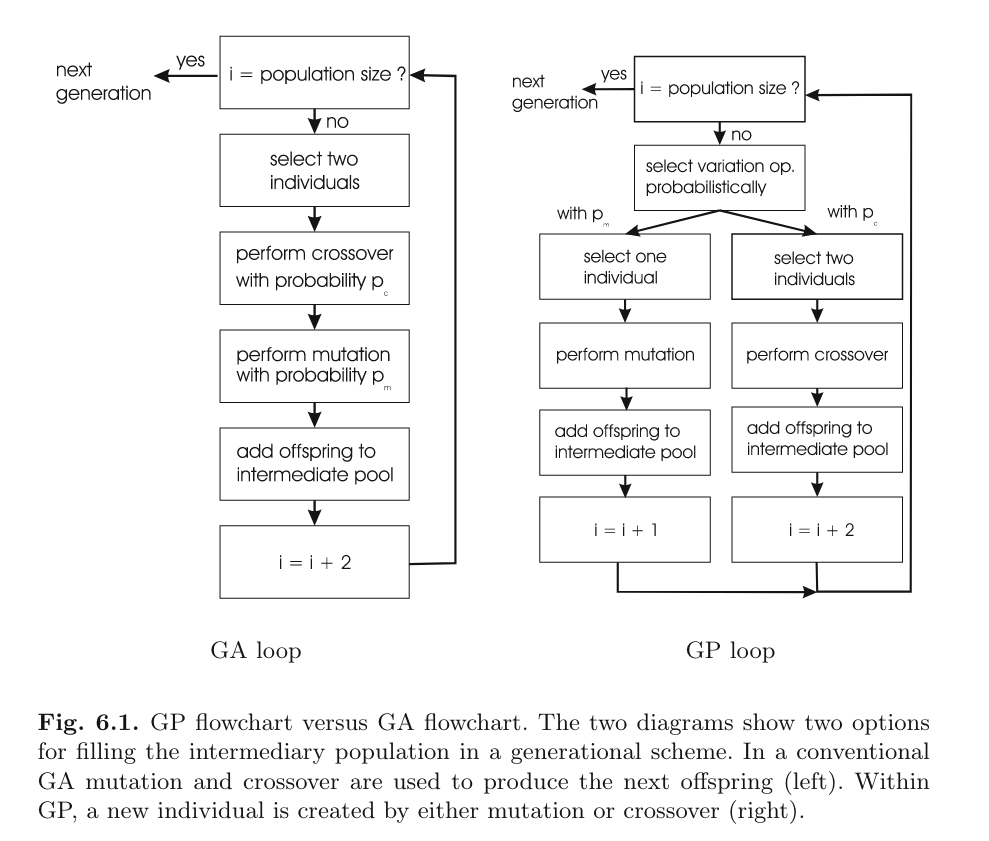 i = population size ?
yes
next
generation
no
select two
individuals
perform crossover
with probability p_c
perform mutation
with probability p_m
add offspring to
intermediate pool
i = i + 2
GA loop
i = population size ?
yes
next
generation
no
select variation op.
probabilistically
with p_m
with p_c
select one
individual
perform mutation
add offspring to
intermediate pool
i = i + 1
select two
individuals
perform crossover
add offspring to
intermediate pool
i = i + 2
GP loop
Fig. 6.1. GP flowchart versus GA flowchart. The two diagrams show two options
for filling the intermediary population in a generational scheme. In a conventional
GA mutation and crossover are used to produce the next offspring (left). Within
GP, a new individual is created by either mutation or crossover (right).